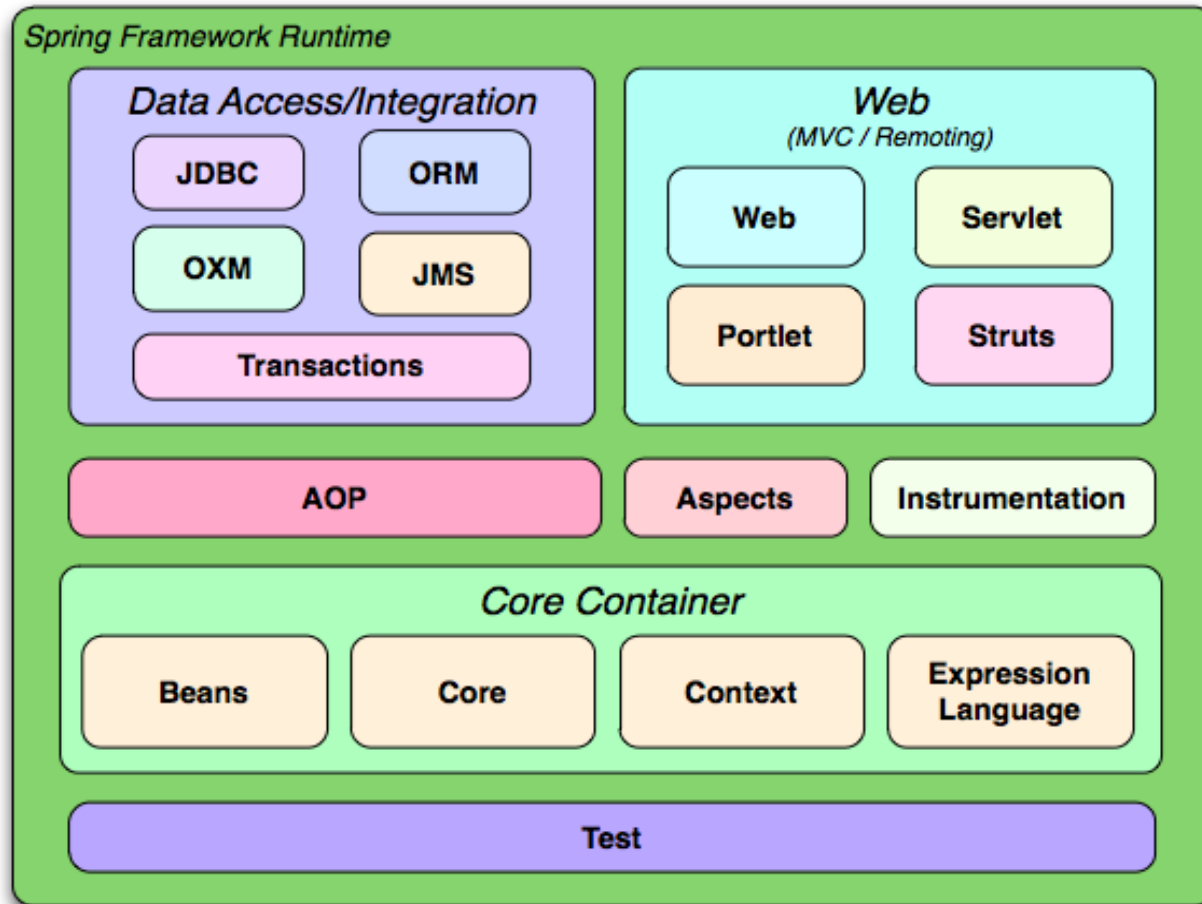 Spring Framework Runtime
Data Access/Integration
JDBC
ORM
OXM
JMS
Transactions
Web
(MVC / Remoting)
Web
Servlet
Portlet
Struts
AOP
Aspects
Instrumentation
Core Container
Beans
Core
Context
Expression
Language
Test